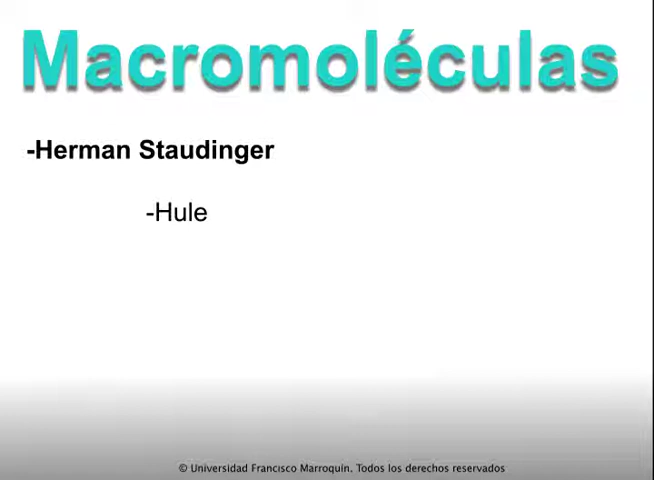 Macromoléculas
-Herman Staudinger
-Hule
© Universidad Francisco Marroquín. Todos los derechos reservados